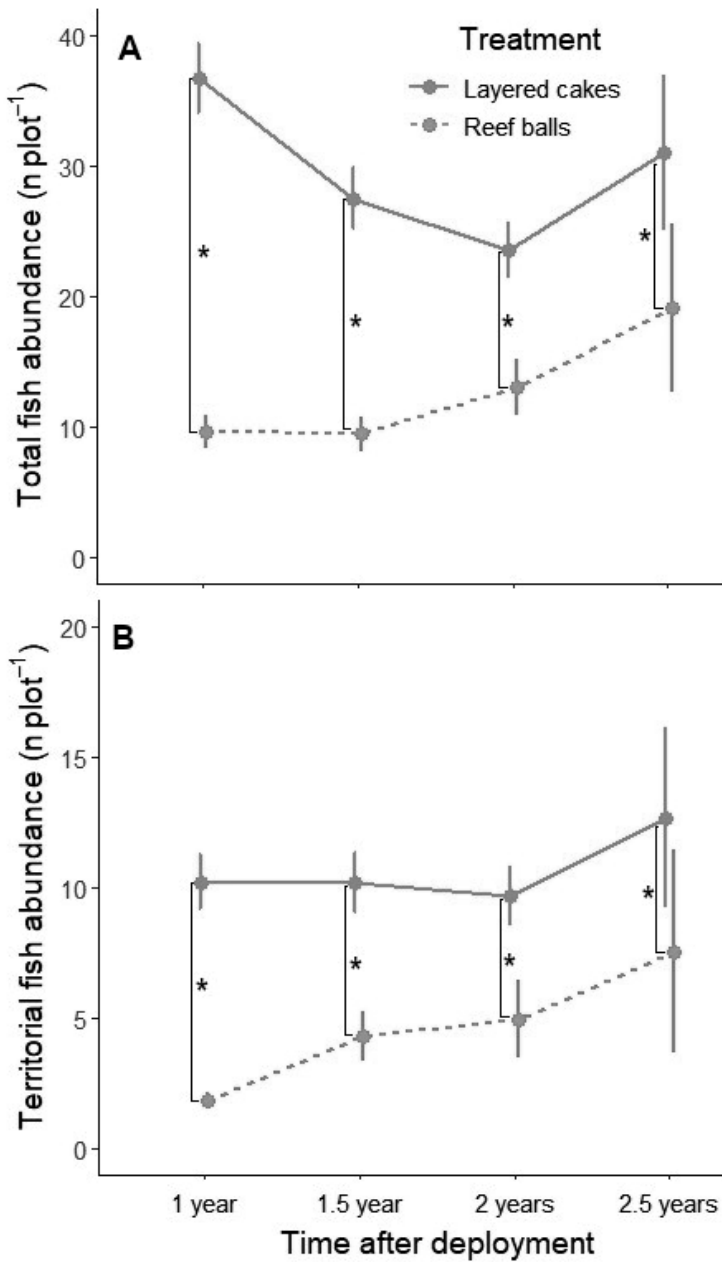 A
Treatment
Layered cakes
Reef balls
Total fish abundance (n plot⁻¹)
40
30
20
10
0
*
*
*
*
B
Territorial fish abundance (n plot⁻¹)
20
15
10
5
0
*
*
*
*
1 year
1.5 year
2 years
2.5 years
Time after deployment